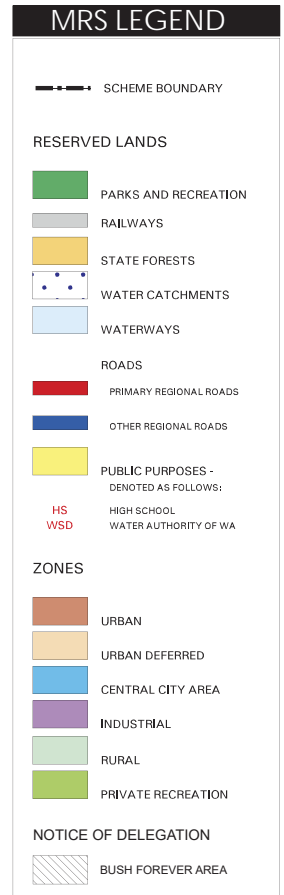 MRS LEGEND
SCHEME BOUNDARY
RESERVED LANDS
PARKS AND RECREATION
RAILWAYS
STATE FORESTS
WATER CATCHMENTS
WATERWAYS
ROADS
PRIMARY REGIONAL ROADS
OTHER REGIONAL ROADS
PUBLIC PURPOSES -
DENOTED AS FOLLOWS:
HS HIGH SCHOOL
WSD WATER AUTHORITY OF WA
ZONES
URBAN
URBAN DEFERRED
CENTRAL CITY AREA
INDUSTRIAL
RURAL
PRIVATE RECREATION
NOTICE OF DELEGATION
BUSH FOREVER AREA